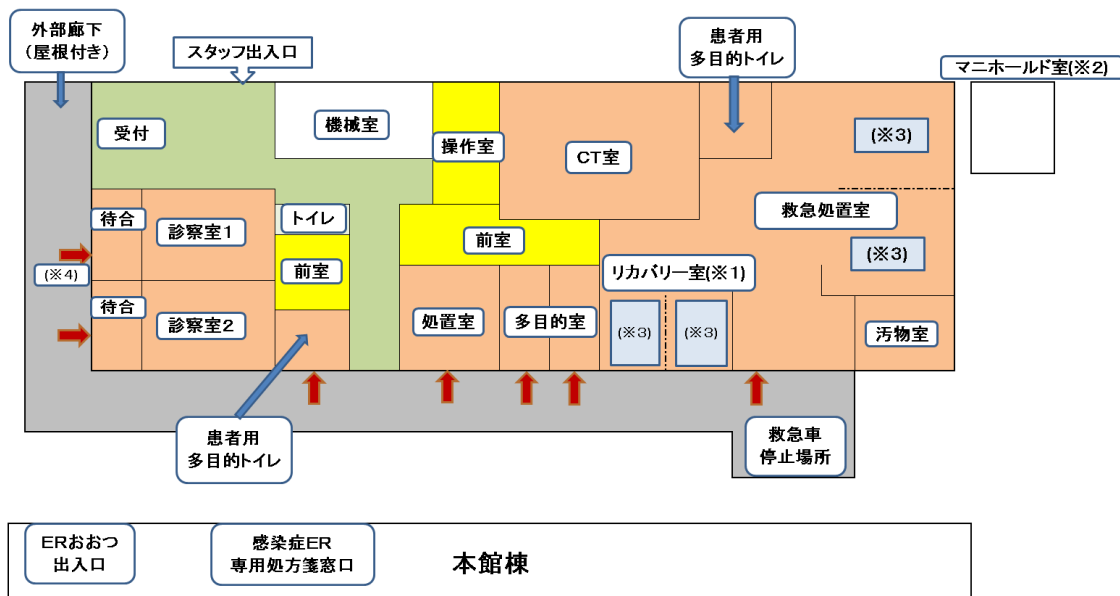 外部廊下
(屋根付き)
スタッフ出入口
患者用
多目的トイレ
マニホールド室(※2)
受付
機械室
操作室
CT室
(※3)
待合
診察室1
トイレ
前室
救急処置室
(※4)
前室
リカバリー室(※1)
(※3)
待合
診察室2
処置室
多目的室
(※3)
(※3)
汚物室
患者用
多目的トイレ
救急車
停止場所
ERおおつ
出入口
感染症ER
専用処方箋窓口
本館棟